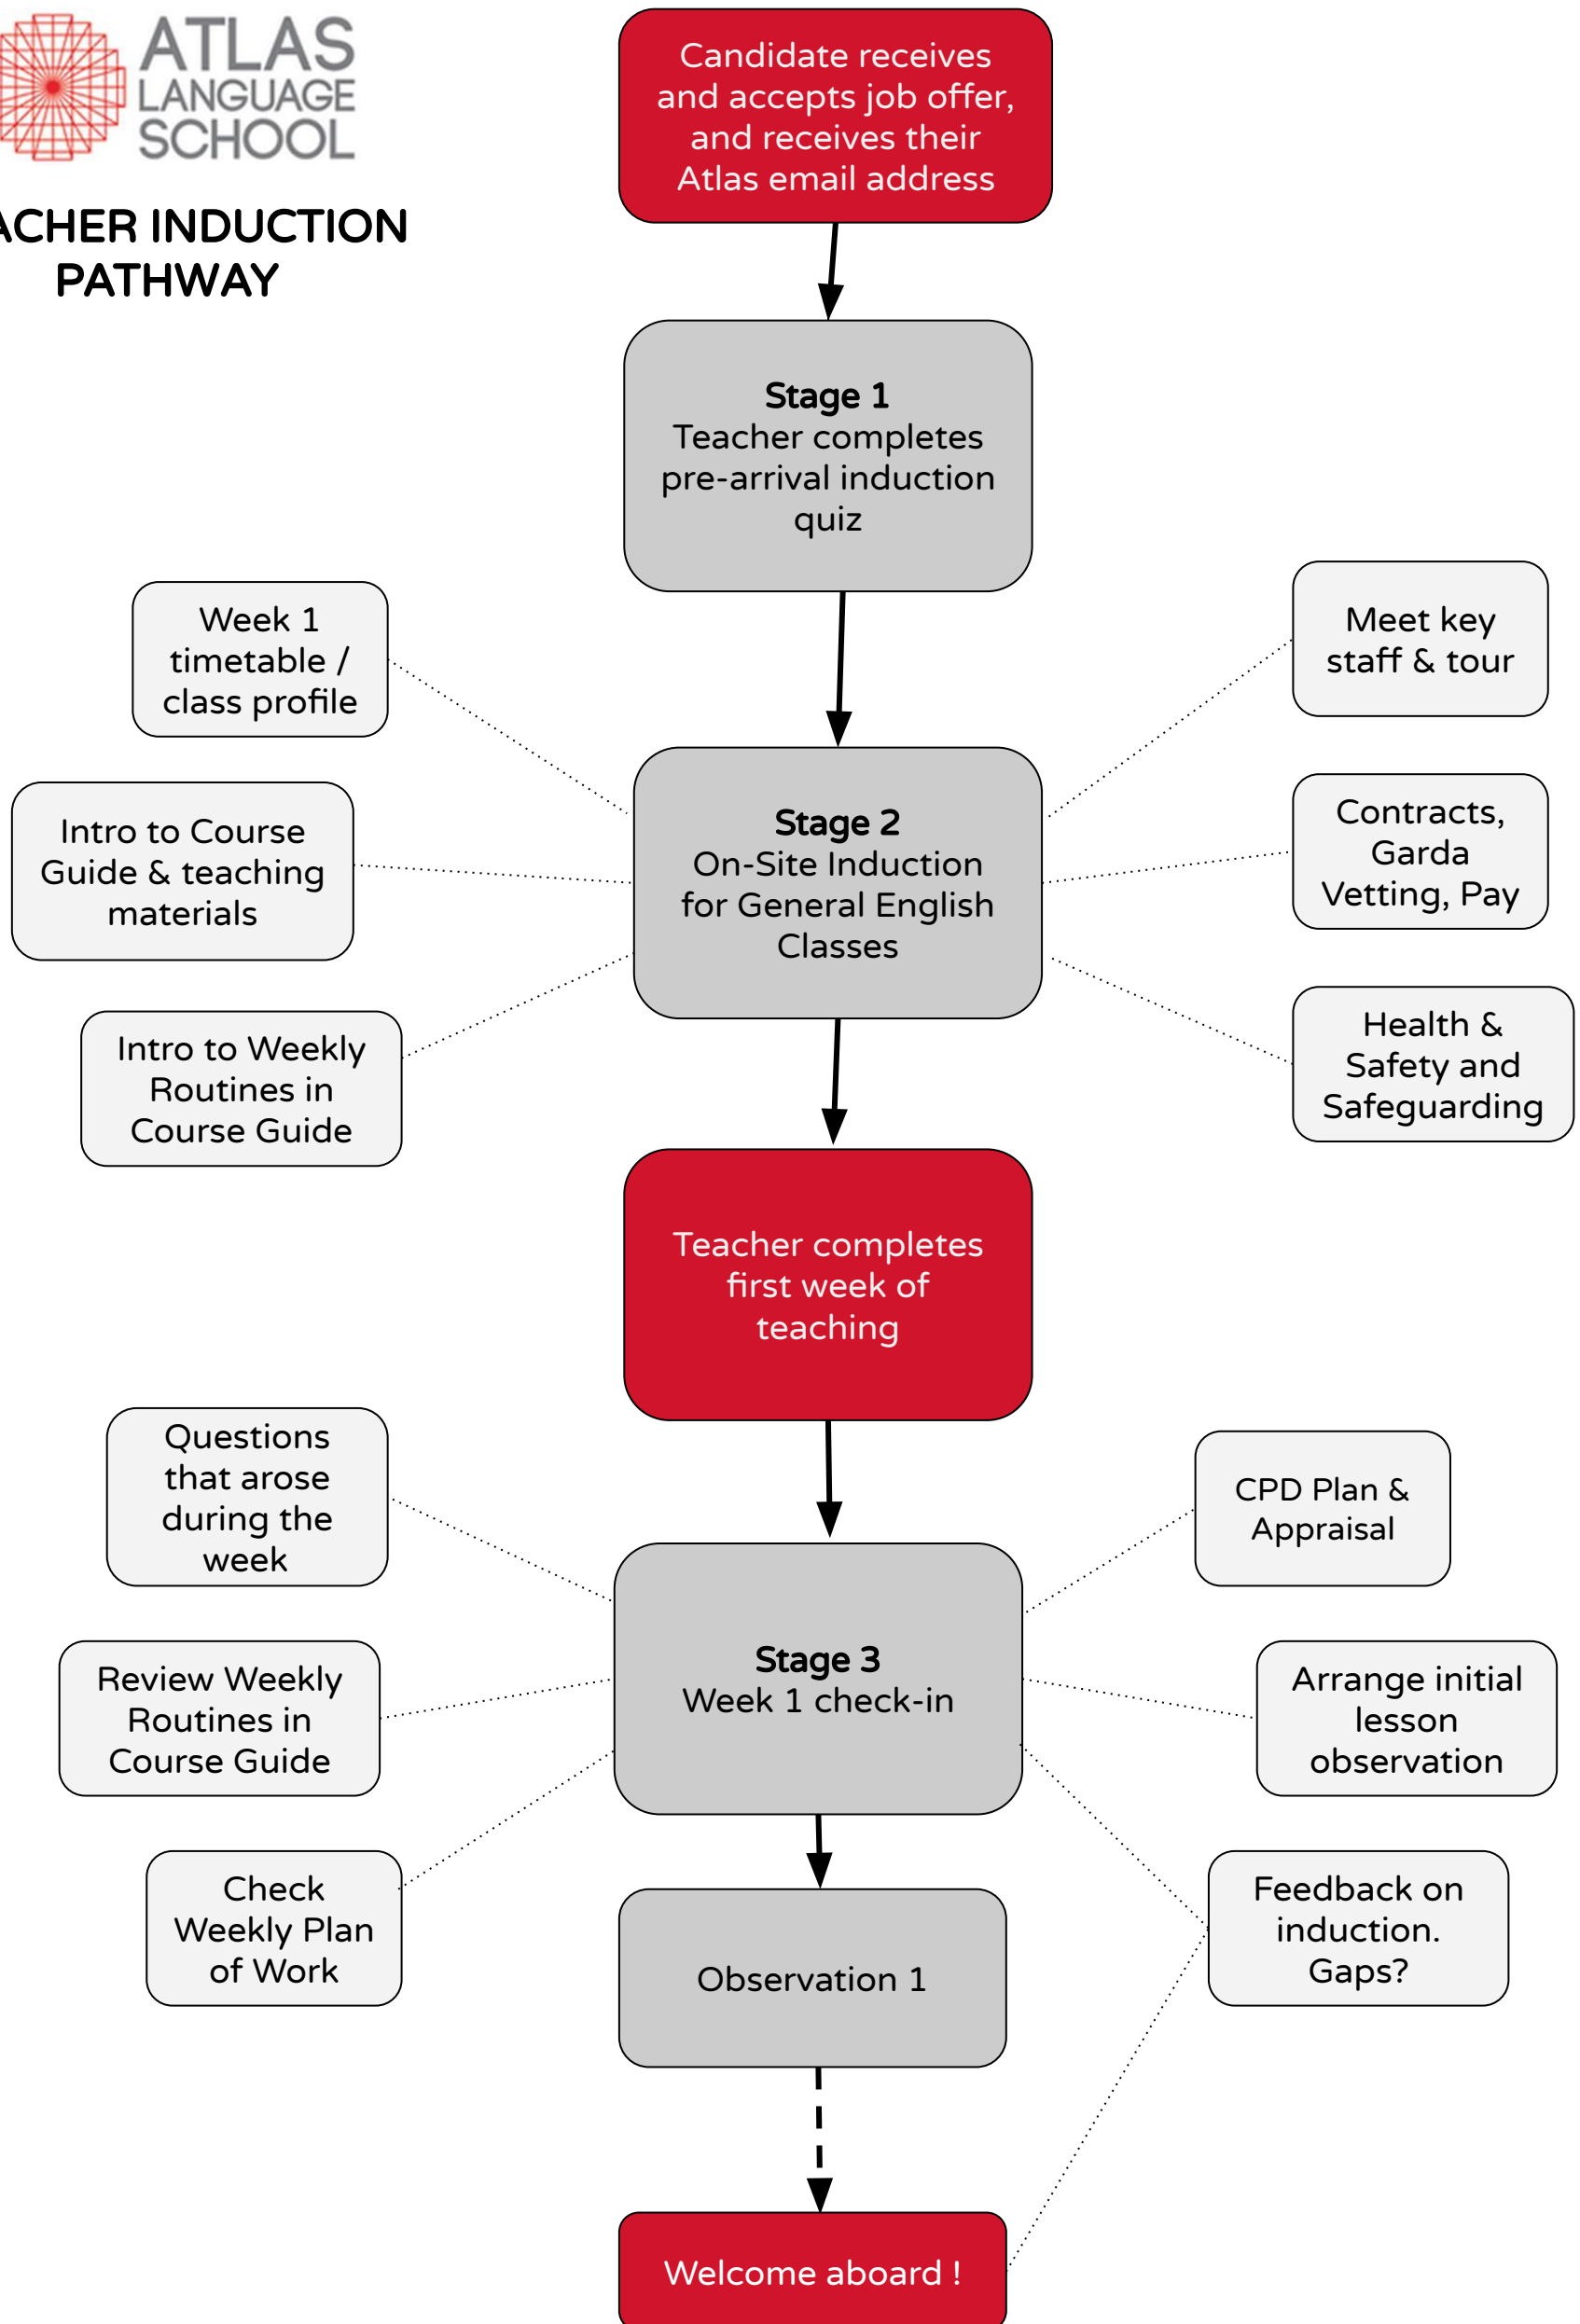 ATLAS
LANGUAGE
SCHOOL
ACHER INDUCTION
PATHWAY
Candidate receives
and accepts job offer,
and receives their
Atlas email address
Stage 1
Teacher completes
pre-arrival induction
quiz
Week 1
timetable /
class profile
Meet key
staff & tour
Intro to Course
Guide & teaching
materials
Stage 2
On-Site Induction
for General English
Classes
Contracts,
Garda
Vetting, Pay
Intro to Weekly
Routines in
Course Guide
Health &
Safety and
Safeguarding
Teacher completes
first week of
teaching
Questions
that arose
during the
week
CPD Plan &
Appraisal
Review Weekly
Routines in
Course Guide
Stage 3
Week 1 check-in
Arrange initial
lesson
observation
Check
Weekly Plan
of Work
Observation 1
Feedback on
induction.
Gaps?
Welcome aboard !